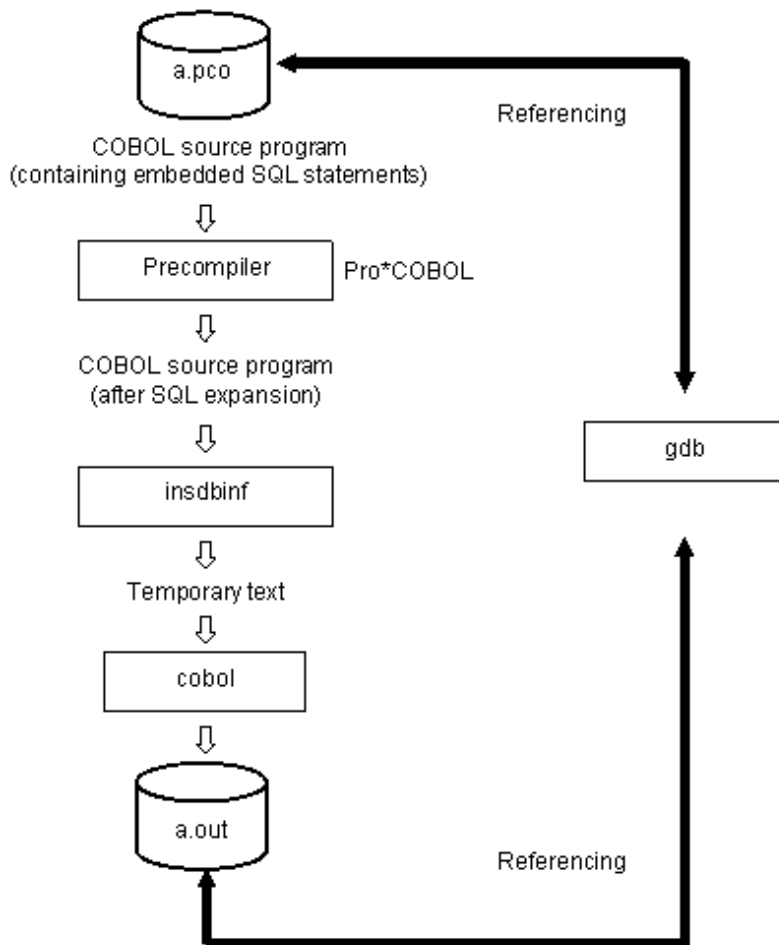 a.pco
Referencing
COBOL source program
(containing embedded SQL statements)
Precompiler
Pro*COBOL
COBOL source program
(after SQL expansion)
gdb
insdbinf
Temporary text
cobol
a.out
Referencing